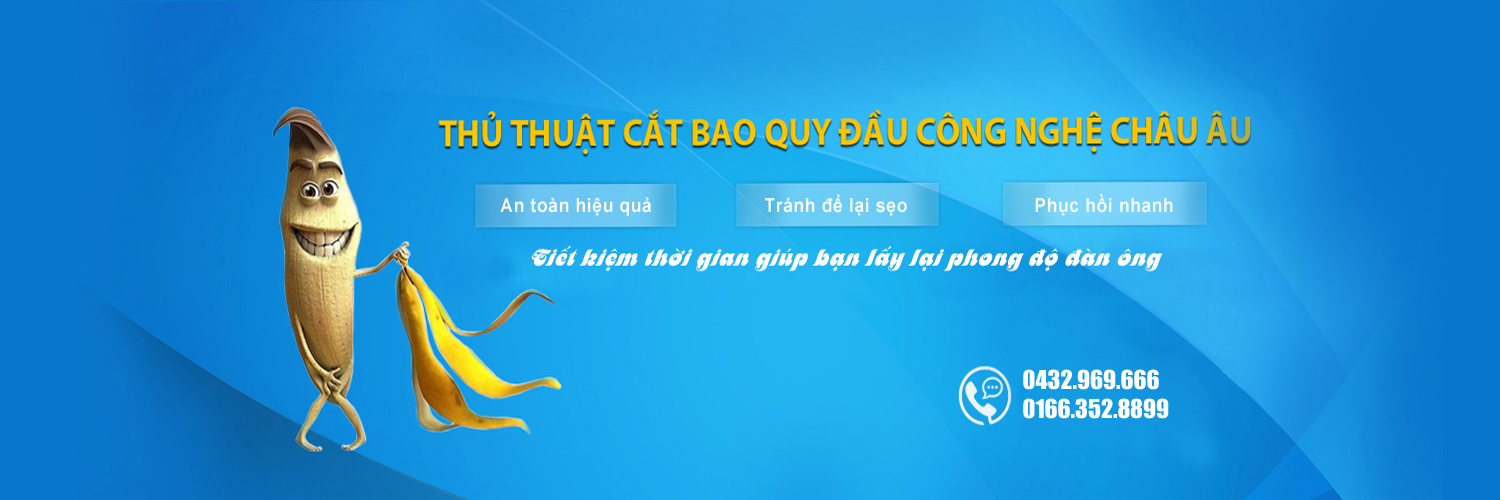 THỦ THUẬT CẮT BAO QUY ĐẦU CÔNG NGHỆ CHÂU ÂU
An toàn hiệu quả
Tránh để lại sẹo
Phục hồi nhanh
Tiết kiệm thời gian giúp bạn lấy lại phong độ đàn ông
0432.969.666
0166.352.8899